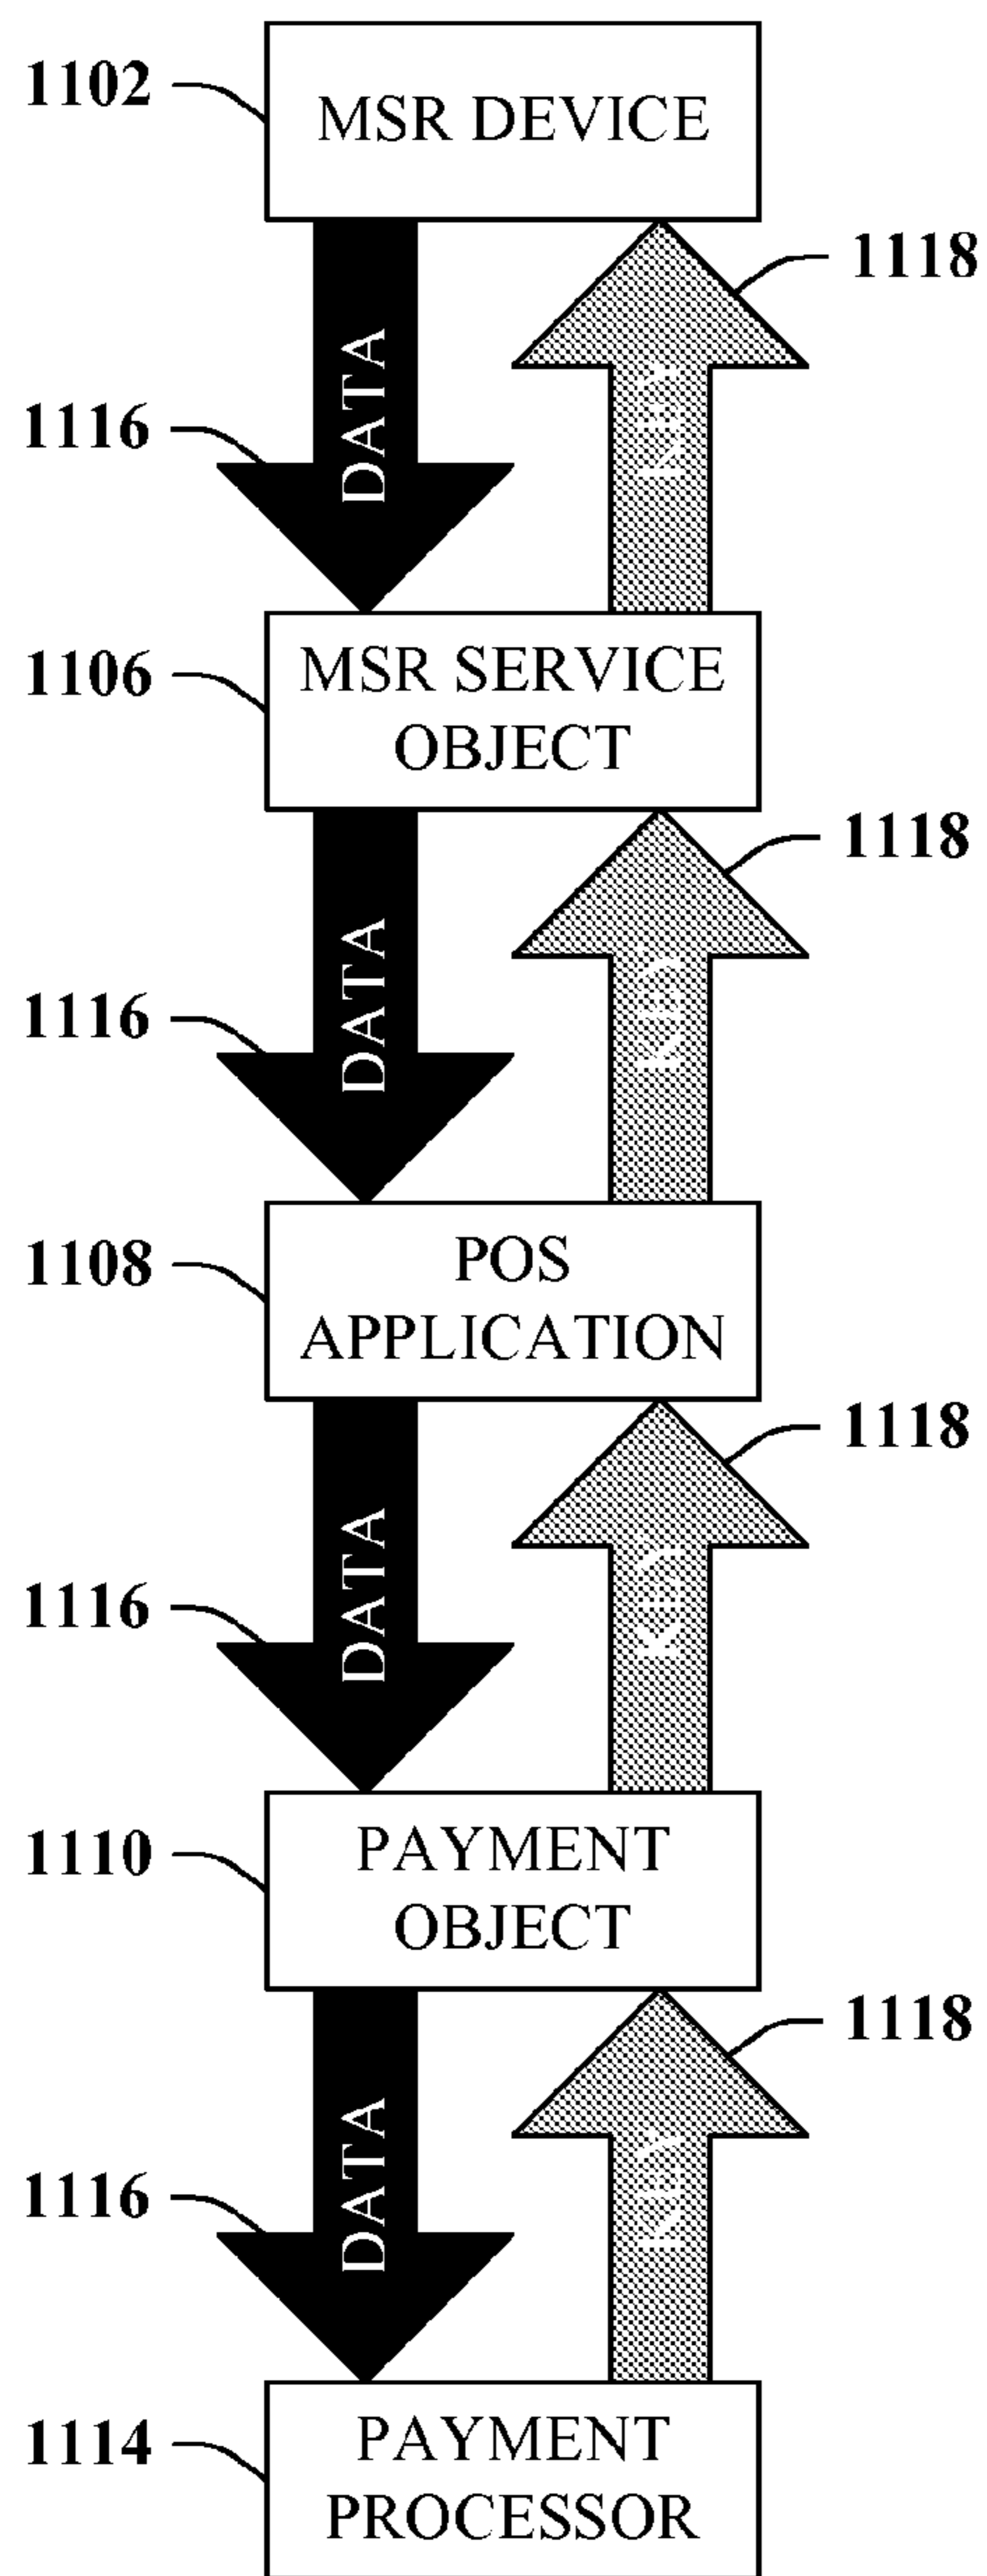 1102
MSR DEVICE
1118
DATA
KEY
1116
1106
MSR SERVICE
OBJECT
1118
DATA
KEY
1116
1108
POS
APPLICATION
1118
DATA
KEY
1116
1110
PAYMENT
OBJECT
1118
DATA
KEY
1116
1114
PAYMENT
PROCESSOR